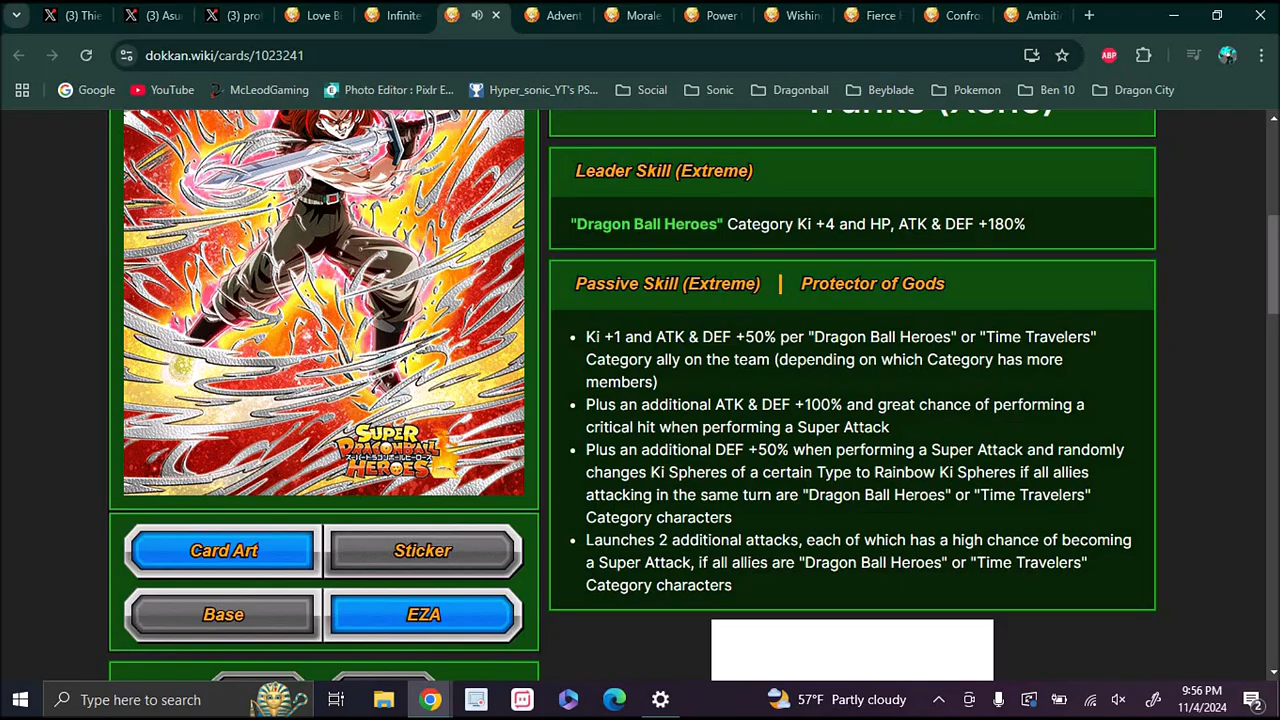 (3) Thie
(3) Asu
(3) pro
Love B
Infinite
Advent
Morale
Power
Wishing
Fierce
Confro
Ambiti
dokkan.wiki/cards/1023241
ABP
Google
YouTube
McLeodGaming
Photo Editor : Pixlr E...
Hyper_sonic_YT's PS...
Social
Sonic
Dragonball
Beyblade
Pokemon
Ben 10
Dragon City
Leader Skill (Extreme)
"Dragon Ball Heroes" Category Ki +4 and HP, ATK & DEF +180%
Passive Skill (Extreme) | Protector of Gods
• Ki +1 and ATK & DEF +50% per "Dragon Ball Heroes" or "Time Travelers"
Category ally on the team (depending on which Category has more
members)
• Plus an additional ATK & DEF +100% and great chance of performing a
critical hit when performing a Super Attack
• Plus an additional DEF +50% when performing a Super Attack and randomly
changes Ki Spheres of a certain Type to Rainbow Ki Spheres if all allies
attacking in the same turn are "Dragon Ball Heroes" or "Time Travelers"
Category characters
• Launches 2 additional attacks, each of which has a high chance of becoming
a Super Attack, if all allies are "Dragon Ball Heroes" or "Time Travelers"
Category characters
SUPER
DRAGONBALL
HEROES
Card Art
Sticker
Base
EZA
Type here to search
57°F Partly cloudy
9:56 PM
11/4/2024
2